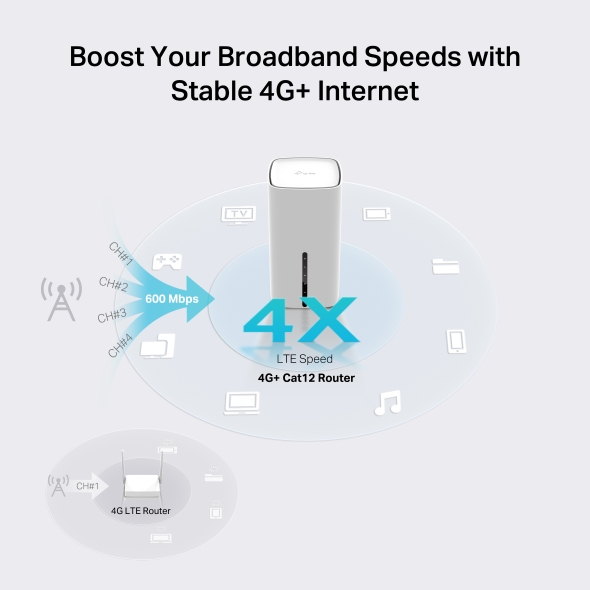 Boost Your Broadband Speeds with
Stable 4G+ Internet
TV
CH#1
CH#2
600 Mbps
CH#3
CH#4
4X
LTE Speed
4G+ Cat12 Router
CH#1
4G LTE Router